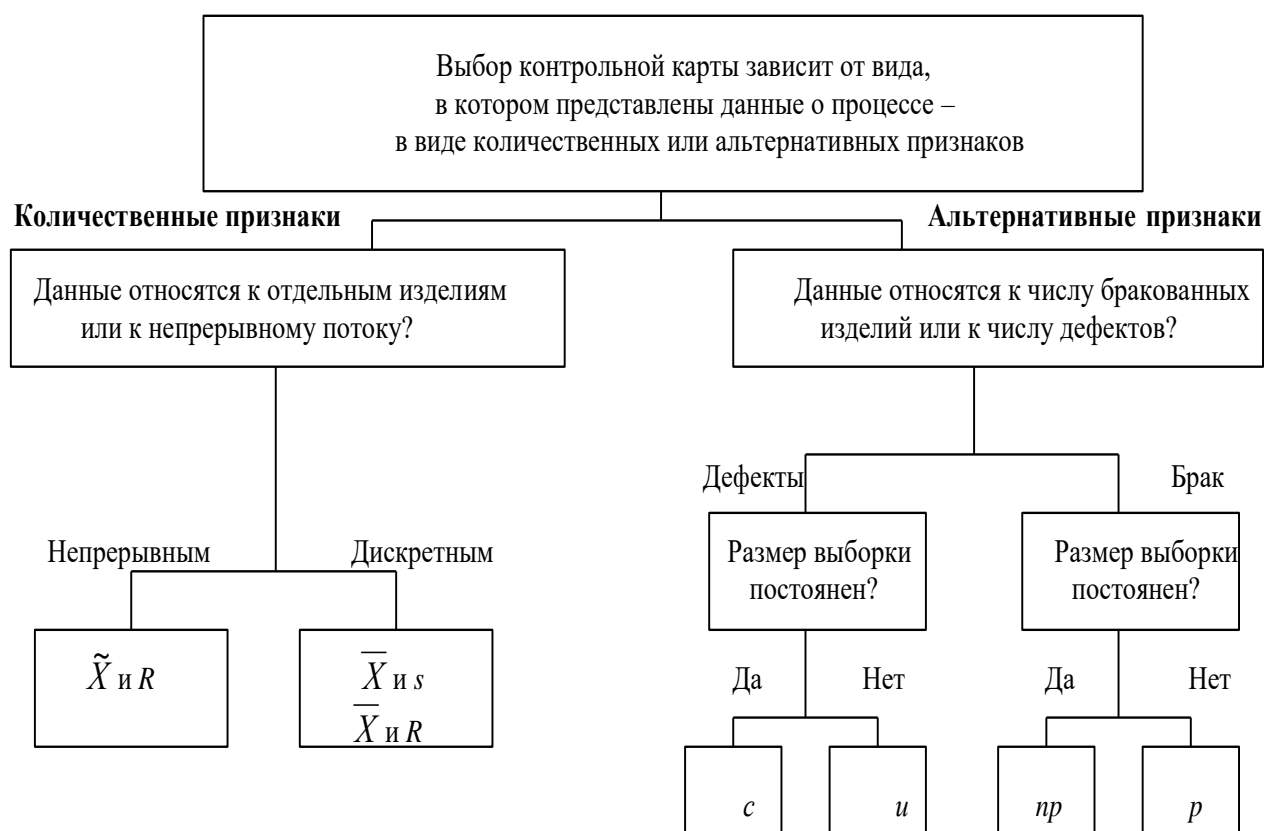 Выбор контрольной карты зависит от вида,
в котором представлены данные о процессе –
в виде количественных или альтернативных признаков
Количественные признаки
Альтернативные признаки
Данные относятся к отдельным изделиям
или к непрерывному потоку?
Данные относятся к числу бракованных
изделий или к числу дефектов?
Дефекты
Брак
Непрерывным
Дискретным
Размер выборки
постоянен?
Размер выборки
постоянен?
X̃ и R
X̅ и s
X̅ и R
Да
Нет
Да
Нет
c
u
np
p